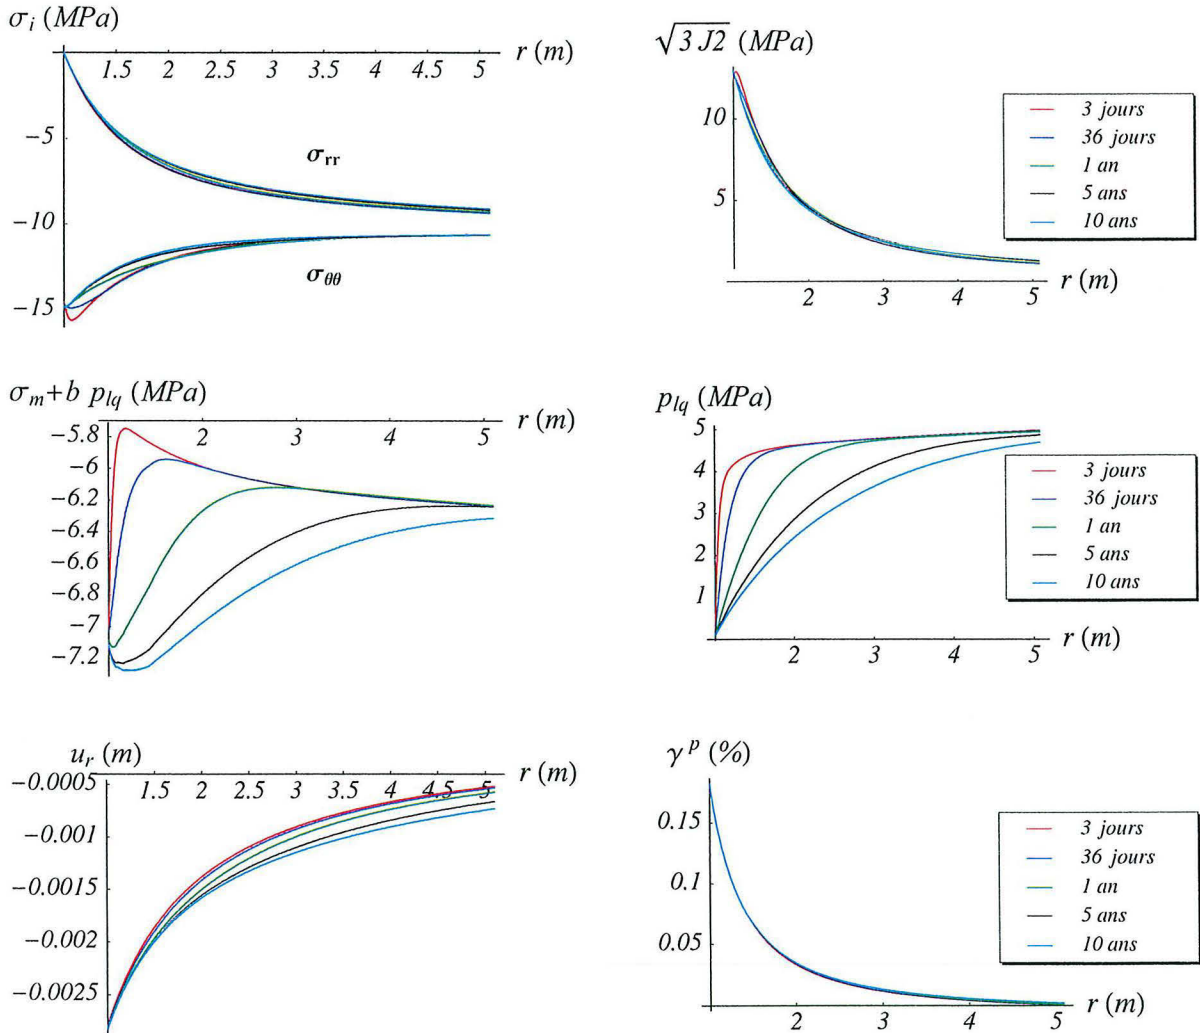 σi (MPa)
r (m)
1.5 2 2.5 3 3.5 4 4.5 5
−5
−10
−15
σrr
σθθ
√3 J2 (MPa)
10
5
r (m)
2 3 4 5
3 jours
36 jours
1 an
5 ans
10 ans
σm+b plq (MPa)
r (m)
2 3 4 5
−5.8
−6
−6.2
−6.4
−6.6
−6.8
−7
−7.2
plq (MPa)
5
4
3
2
1
r (m)
2 3 4 5
3 jours
36 jours
1 an
5 ans
10 ans
ur (m)
r (m)
1.5 2 2.5 3 3.5 4 4.5 5
−0.0005
−0.001
−0.0015
−0.002
−0.0025
γp (%)
0.15
0.1
0.05
r (m)
2 3 4 5
3 jours
36 jours
1 an
5 ans
10 ans